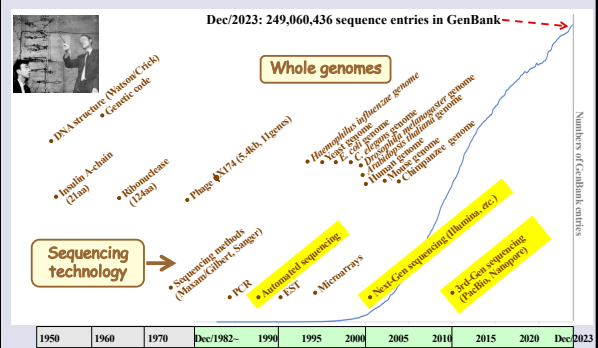 Dec/2023: 249,060,436 sequence entries in GenBank
Whole genomes
DNA structure (Watson/Crick)
Genetic code
Insulin A-chain
(21aa)
Ribonuclease
(124aa)
Phage ΦX174 (5.4kb, 11genes)
Haemophilus influenzae genome
Yeast genome
E. coli genome
C. elegans genome
Drosophila melanogaster genome
Arabidopsis thaliana genome
Human genome
Mouse genome
Chimpanzee genome
Numbers of GenBank entries
Sequencing
technology
Sequencing methods
(Maxam/Gilbert, Sanger)
PCR
Automated sequencing
EST
Microarrays
Next-Gen sequencing (Illumina, etc.)
3rd-Gen sequencing
(PacBio, Nanopore)
1950 1960 1970 Dec/1982~ 1990 1995 2000 2005 2010 2015 2020 Dec/2023